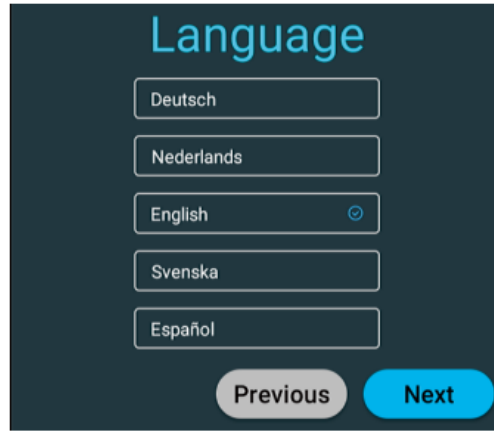 Language
Deutsch
Nederlands
English
Svenska
Español
Previous Next